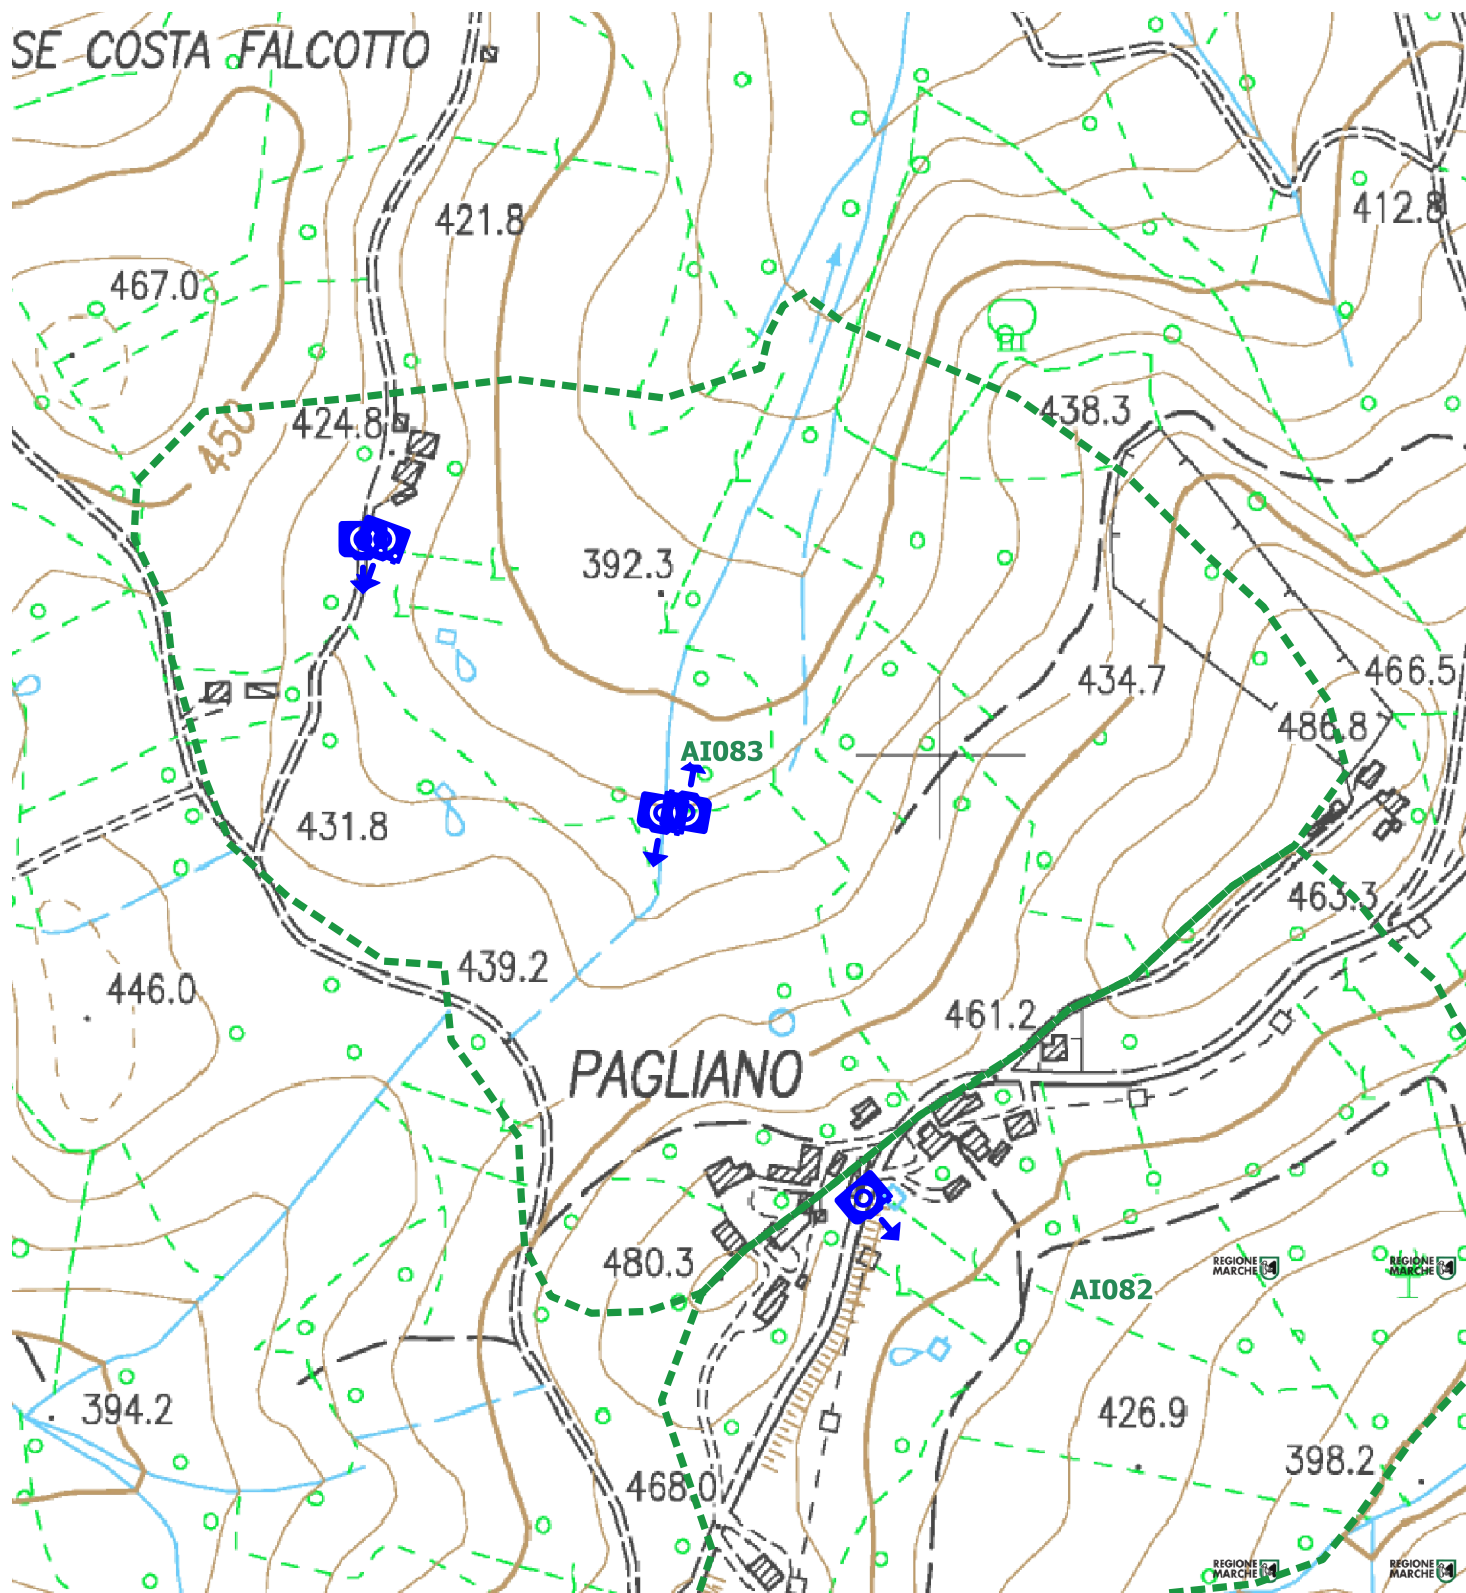 SE COSTA FALCOTTO
421.8
412.8
467.0
438.3
424.8
450
392.3
466.5
434.7
486.8
AI083
431.8
463.3
439.2
446.0
461.2
PAGLIANO
480.3
REGIONE
MARCHE
REGIONE
MARCHE
AI082
394.2
426.9
398.2
468.0
REGIONE
MARCHE
REGIONE
MARCHE